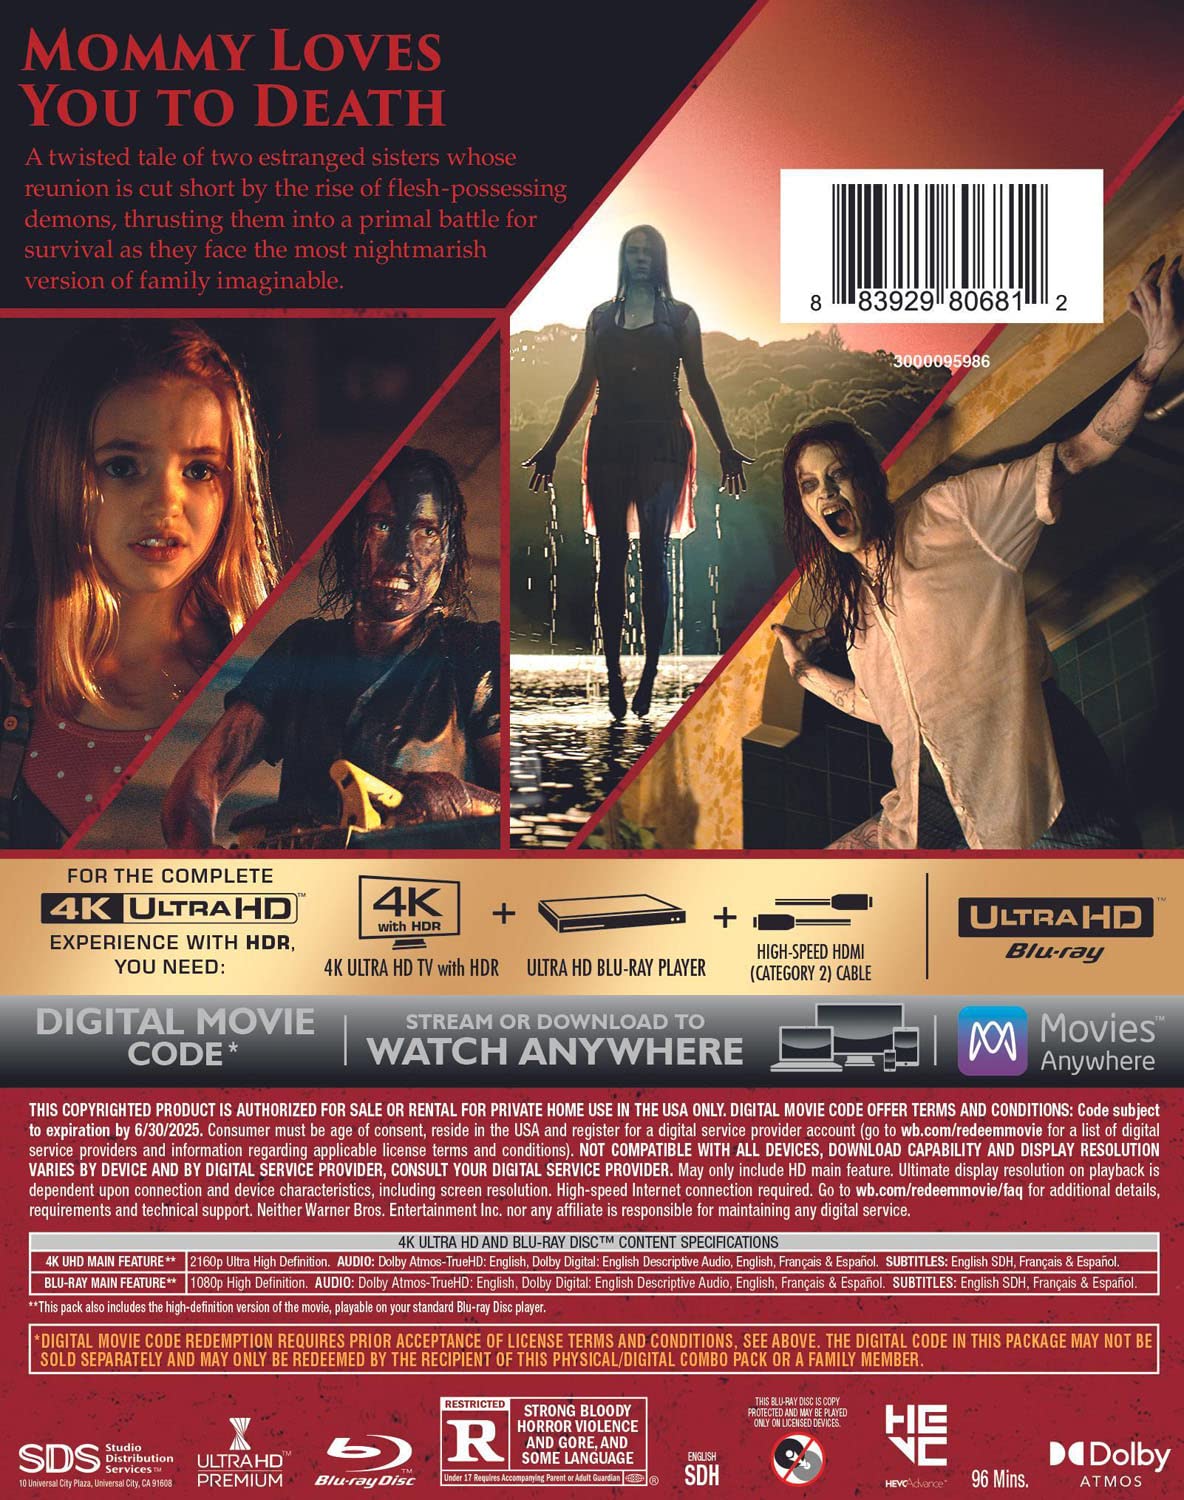 MOMMY LOVES
YOU TO DEATH
A twisted tale of two estranged sisters whose
reunion is cut short by the rise of flesh-possessing
demons, thrusting them into a primal battle for
survival as they face the most nightmarish
version of family imaginable.
8 83929 80681 2
3000095986
FOR THE COMPLETE
4K ULTRA HD™
EXPERIENCE WITH HDR,
YOU NEED:
4K
with HDR
+
+
4K ULTRA HD TV with HDR
ULTRA HD BLU-RAY PLAYER
HIGH-SPEED HDMI
(CATEGORY 2) CABLE
ULTRA HD™
Blu-ray
DIGITAL MOVIE
CODE*
STREAM OR DOWNLOAD TO
WATCH ANYWHERE
Movies™
Anywhere
THIS COPYRIGHTED PRODUCT IS AUTHORIZED FOR SALE OR RENTAL FOR PRIVATE HOME USE IN THE USA ONLY. DIGITAL MOVIE CODE OFFER TERMS AND CONDITIONS: Code subject
to expiration by 6/30/2025. Consumer must be age of consent, reside in the USA and register for a digital service provider account (go to wb.com/redeemmovie for a list of digital
service providers and information regarding applicable license terms and conditions). NOT COMPATIBLE WITH ALL DEVICES, DOWNLOAD CAPABILITY AND DISPLAY RESOLUTION
VARIES BY DEVICE AND BY DIGITAL SERVICE PROVIDER, CONSULT YOUR DIGITAL SERVICE PROVIDER. May only include HD main feature. Ultimate display resolution on playback is
dependent upon connection and device characteristics, including screen resolution. High-speed Internet connection required. Go to wb.com/redeemmovie/faq for additional details,
requirements and technical support. Neither Warner Bros. Entertainment Inc. nor any affiliate is responsible for maintaining any digital service.
4K ULTRA HD AND BLU-RAY DISC™ CONTENT SPECIFICATIONS
4K UHD MAIN FEATURE** 2160p Ultra High Definition. AUDIO: Dolby Atmos-TrueHD: English, Dolby Digital: English Descriptive Audio, English, Français & Español. SUBTITLES: English SDH, Français & Español.
BLU-RAY MAIN FEATURE** 1080p High Definition. AUDIO: Dolby Atmos-TrueHD: English, Dolby Digital: English Descriptive Audio, English, Français & Español. SUBTITLES: English SDH, Français & Español.
**This pack also includes the high-definition version of the movie, playable on your standard Blu-ray Disc player.
*DIGITAL MOVIE CODE REDEMPTION REQUIRES PRIOR ACCEPTANCE OF LICENSE TERMS AND CONDITIONS, SEE ABOVE. THE DIGITAL CODE IN THIS PACKAGE MAY NOT BE
SOLD SEPARATELY AND MAY ONLY BE REDEEMED BY THE RECIPIENT OF THIS PHYSICAL/DIGITAL COMBO PACK OR A FAMILY MEMBER.
SDS Studio
Distribution
Services™
10 Universal City Plaza, Universal City, CA 91608
ULTRA HD™
PREMIUM
Blu-ray Disc™
RESTRICTED
R
STRONG BLOODY
HORROR VIOLENCE
AND GORE, AND
SOME LANGUAGE
Under 17 Requires Accompanying Parent or Adult Guardian ®
ENGLISH
SDH
THIS BLU-RAY DISC IS COPY
PROTECTED AND MAY BE PLAYED
ONLY ON LICENSED DEVICES.
HEVC
HEVCAdvance™
96 Mins.
Dolby
ATMOS